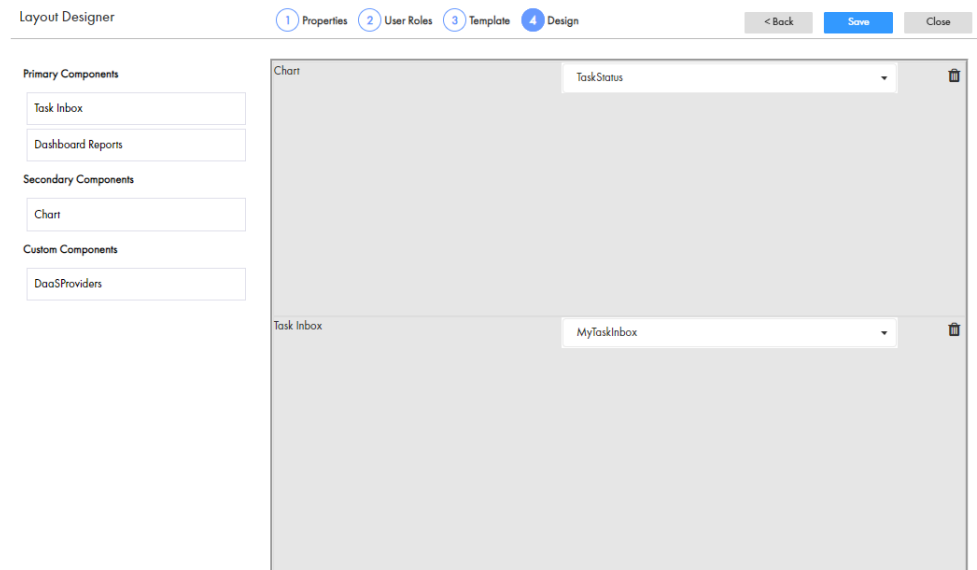 Layout Designer
1 Properties 2 User Roles 3 Template 4 Design
< Back Save Close
Primary Components
Task Inbox
Dashboard Reports
Secondary Components
Chart
Custom Components
DaaSProviders
Chart TaskStatus
Task Inbox MyTaskInbox